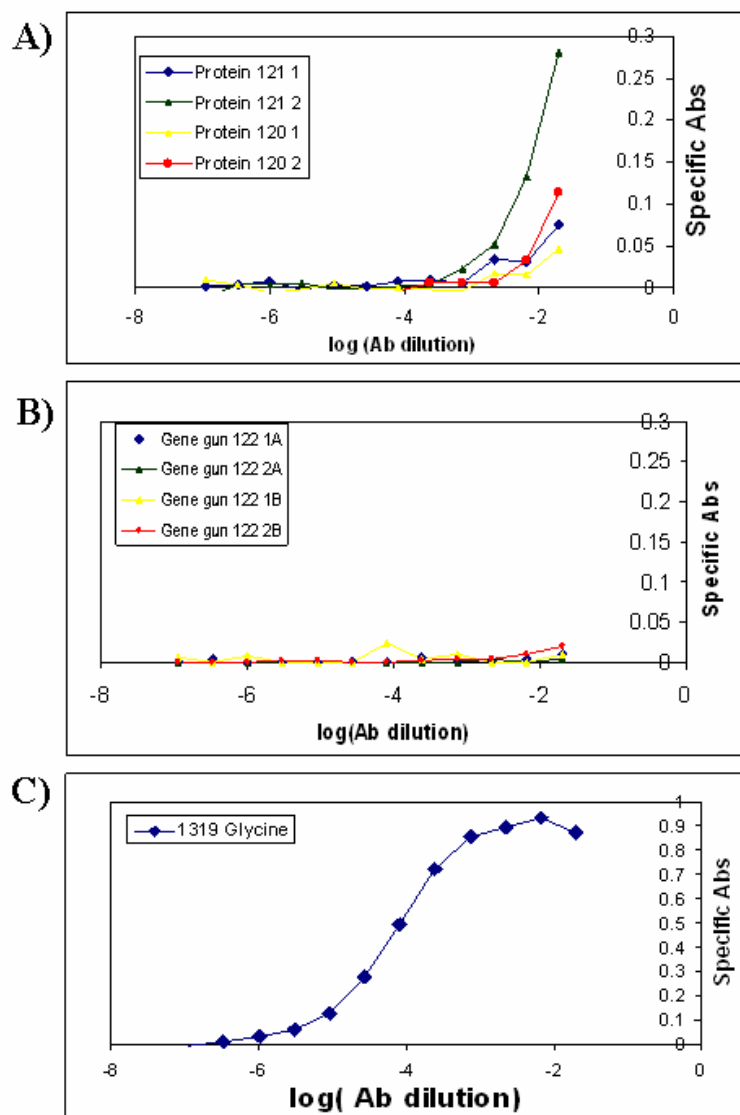 A)
Protein 121 1
Protein 121 2
Protein 120 1
Protein 120 2
0.3
0.25
0.2
0.15
0.1
0.05
0
Specific Abs
-8 -6 -4 -2 0
log (Ab dilution)
B)
Gene gun 122 1A
Gene gun 122 2A
Gene gun 122 1B
Gene gun 122 2B
0.3
0.25
0.2
0.15
0.1
0.05
0
Specific Abs
-8 -6 -4 -2 0
log(Ab dilution)
C)
1319 Glycine
1
0.9
0.8
0.7
0.6
0.5
0.4
0.3
0.2
0.1
0
Specific Abs
-8 -6 -4 -2 0
log( Ab dilution)